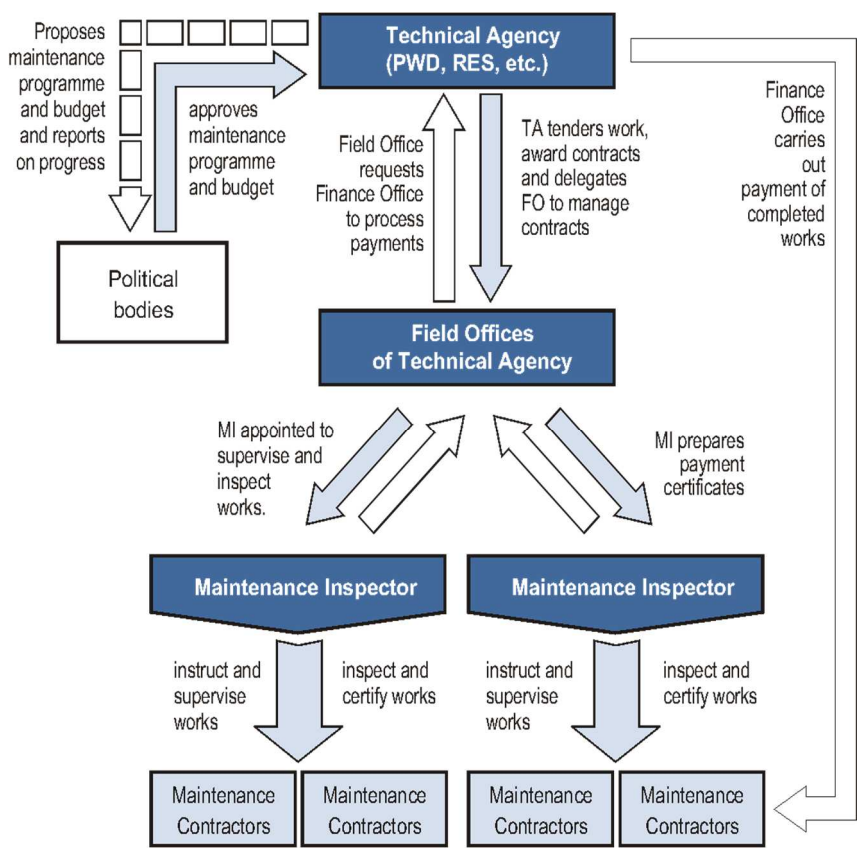 Proposes
maintenance
programme
and budget
and reports
on progress
Technical Agency
(PWD, RES, etc.)
approves
maintenance
programme
and budget
Field Office
requests
Finance Office
to process
payments
TA tenders work,
award contracts
and delegates
FO to manage
contracts
Finance
Office
carries
out
payment of
completed
works
Political
bodies
Field Offices
of Technical Agency
MI appointed to
supervise and
inspect
works.
MI prepares
payment
certificates
Maintenance Inspector
Maintenance Inspector
instruct and
supervise
works
inspect and
certify works
instruct and
supervise
works
inspect and
certify works
Maintenance
Contractors
Maintenance
Contractors
Maintenance
Contractors
Maintenance
Contractors